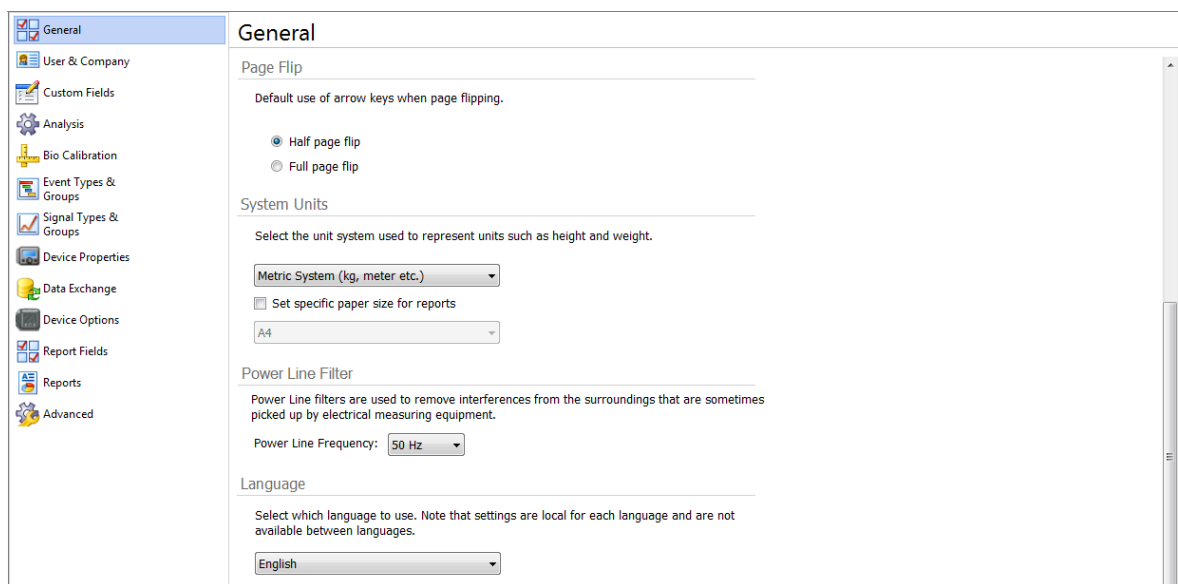 General
User & Company
Custom Fields
Analysis
Bio Calibration
Event Types &
Groups
Signal Types &
Groups
Device Properties
Data Exchange
Device Options
Report Fields
Reports
Advanced
General
Page Flip
Default use of arrow keys when page flipping.
Half page flip
Full page flip
System Units
Select the unit system used to represent units such as height and weight.
Metric System (kg, meter etc.)
Set specific paper size for reports
A4
Power Line Filter
Power Line filters are used to remove interferences from the surroundings that are sometimes
picked up by electrical measuring equipment.
Power Line Frequency: 50 Hz
Language
Select which language to use. Note that settings are local for each language and are not
available between languages.
English